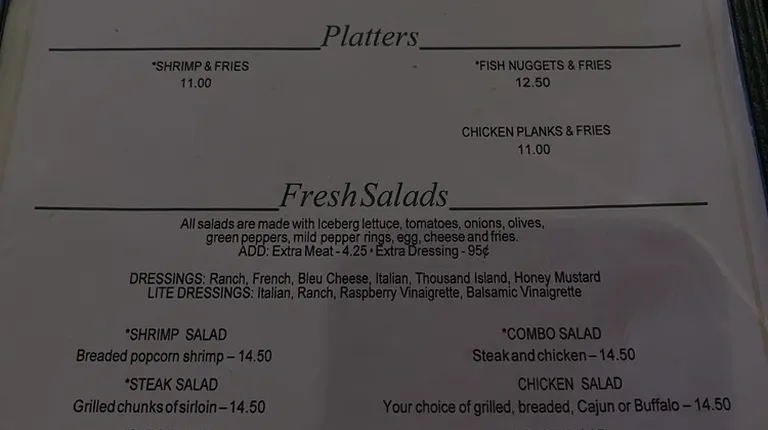 Platters
*SHRIMP & FRIES
11.00
*FISH NUGGETS & FRIES
12.50
CHICKEN PLANKS & FRIES
11.00
Fresh Salads
All salads are made with Iceberg lettuce, tomatoes, onions, olives,
green peppers, mild pepper rings, egg, cheese and fries.
ADD: Extra Meat - 4.25 • Extra Dressing - 95¢
DRESSINGS: Ranch, French, Bleu Cheese, Italian, Thousand Island, Honey Mustard
LITE DRESSINGS: Italian, Ranch, Raspberry Vinaigrette, Balsamic Vinaigrette
*SHRIMP SALAD
Breaded popcorn shrimp – 14.50
*COMBO SALAD
Steak and chicken – 14.50
*STEAK SALAD
Grilled chunks of sirloin – 14.50
CHICKEN SALAD
Your choice of grilled, breaded, Cajun or Buffalo – 14.50